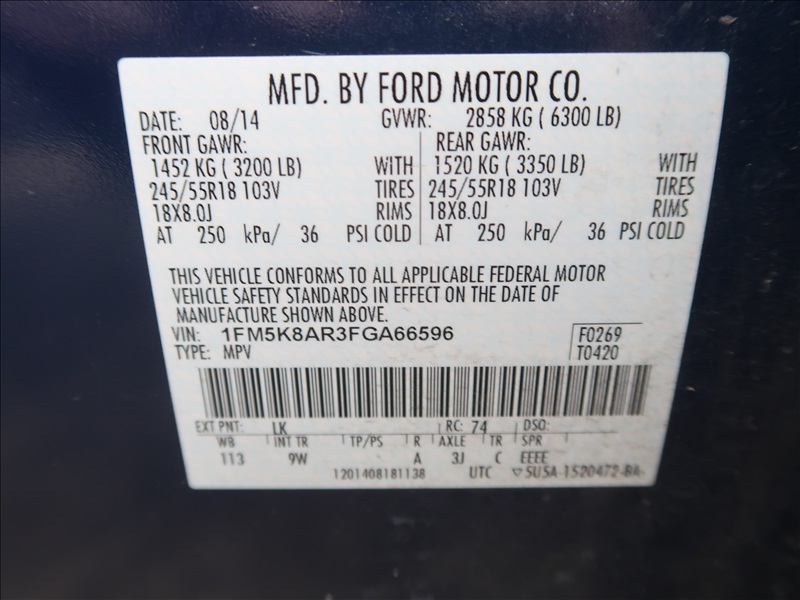 MFD. BY FORD MOTOR CO.
DATE: 08/14 GVWR: 2858 KG ( 6300 LB)
FRONT GAWR: REAR GAWR:
1452 KG ( 3200 LB) WITH 1520 KG ( 3350 LB) WITH
245/55R18 103V TIRES 245/55R18 103V TIRES
18X8.0J RIMS 18X8.0J RIMS
AT 250 kPa/ 36 PSI COLD AT 250 kPa/ 36 PSI COLD
THIS VEHICLE CONFORMS TO ALL APPLICABLE FEDERAL MOTOR
VEHICLE SAFETY STANDARDS IN EFFECT ON THE DATE OF
MANUFACTURE SHOWN ABOVE.
VIN: 1FM5K8AR3FGA66596 F0269
TYPE: MPV T0420
EXT PNT: LK RC: 74 DSO:
WB INT TR TP/PS R AXLE TR SPR
113 9W A 3J C EEEE
1201408181138 UTC 5USA-1520472-BA